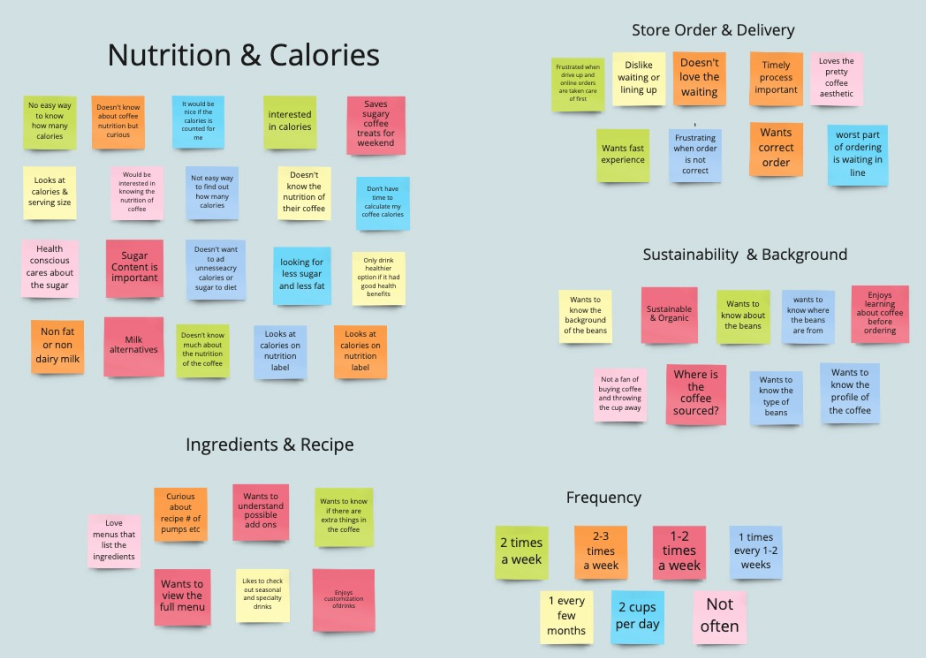 Nutrition & Calories
No easy way
to know
how many
calories
Doesn't know
about coffee
nutrition but
curious
It would be
nice if the
calories is
counted for
me
interested
in calories
Saves
sugary
coffee
treats for
weekend
Looks at
calories &
serving size
Would be
interested in
knowing the
nutrition of
coffee
Not easy way
to find out
how many
calories
Doesn't
know the
nutrition of
their coffee
Don't have
time to
calculate my
coffee calories
Health
conscious
cares about
the sugar
Sugar
Content is
important
Doesn't want
to ad
unnesseacry
calories or
sugar to diet
looking for
less sugar
and less fat
Only drink
healthier
option if it had
good health
benefits
Non fat
or non
dairy milk
Milk
alternatives
Doesn't know
much about
the nutrition
of the coffee
Looks at
calories on
nutrition
label
Looks at
calories on
nutrition
label
Ingredients & Recipe
Love
menus that
list the
ingredients
Curious
about
recipe # of
pumps etc
Wants to
understand
possible
add ons
Wants to know
if there are
extra things in
the coffee
Wants to
view the
full menu
Likes to check
out seasonal
and specialty
drinks
Enjoys
customization
ofdrinks
Store Order & Delivery
Frustrated when
drive up and
online orders
are taken care
of first
Dislike
waiting or
lining up
Doesn't
love the
waiting
Timely
process
important
Loves the
pretty
coffee
aesthetic
Wants fast
experience
Frustrating
when order
is not
correct
Wants
correct
order
worst part
of ordering
is waiting in
line
Sustainability & Background
Wants to
know the
background
of the beans
Sustainable
& Organic
Wants to
know about
the beans
wants to
know where
the beans
are from
Enjoys
learning
about coffee
before
ordering
Not a fan of
buying coffee
and throwing
the cup away
Where is
the
coffee
sourced?
Wants to
know the
type of
beans
Wants to
know the
profile of
the coffee
Frequency
2 times
a week
2-3
times
a week
1-2
times
a week
1 times
every 1-2
weeks
1 every
few
months
2 cups
per day
Not
often